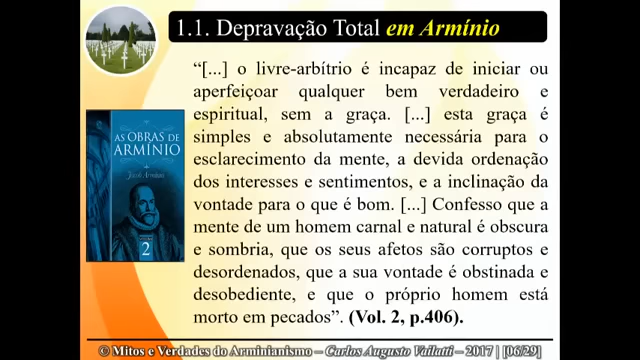 1.1. Depravação Total em Armínio
“[...] o livre-arbítrio é incapaz de iniciar ou
aperfeiçoar qualquer bem verdadeiro e
espiritual, sem a graça. [...] esta graça é
simples e absolutamente necessária para o
esclarecimento da mente, a devida ordenação
dos interesses e sentimentos, e a inclinação da
vontade para o que é bom. [...] Confesso que a
mente de um homem carnal e natural é obscura
e sombria, que os seus afetos são corruptos e
desordenados, que a sua vontade é obstinada e
desobediente, e que o próprio homem está
morto em pecados”. (Vol. 2, p.406).
AS OBRAS DE
ARMÍNIO
2
© Mitos e Verdades do Arminianismo – Carlos Augusto Vailatti – 2017 | [06/29]